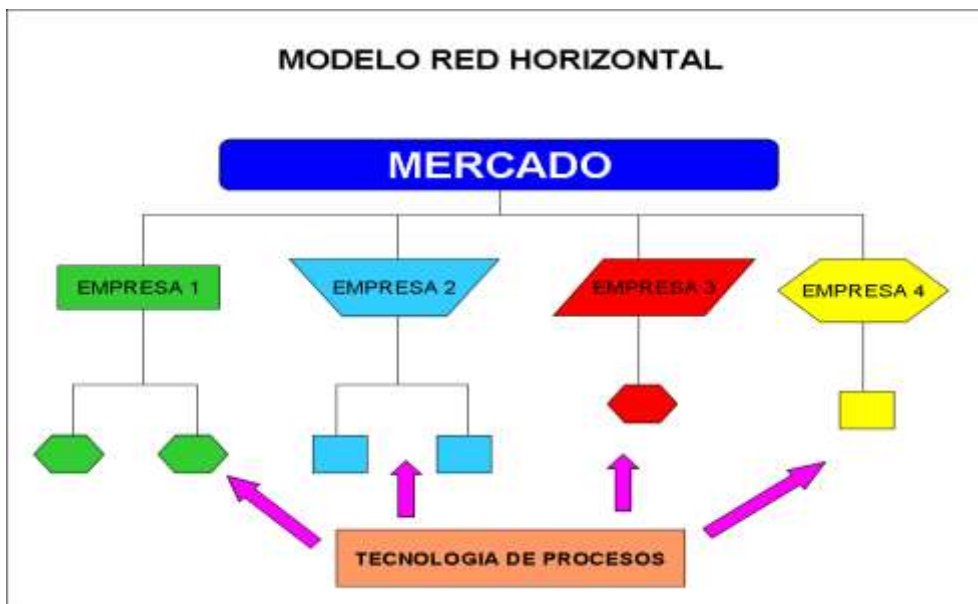 MODELO RED HORIZONTAL
MERCADO
EMPRESA 1
EMPRESA 2
EMPRESA 3
EMPRESA 4
TECNOLOGIA DE PROCESOS